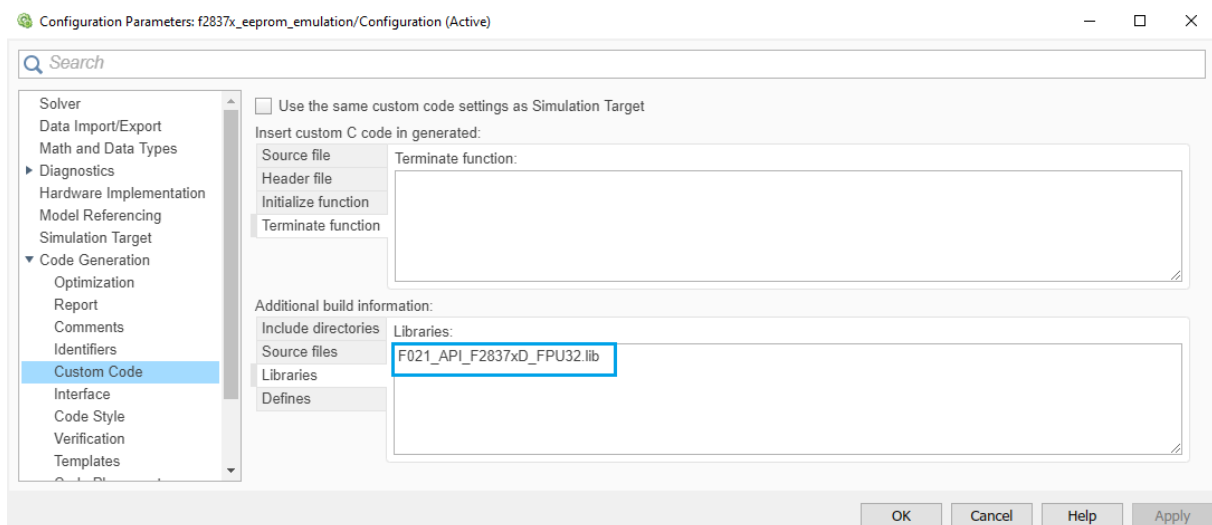 Configuration Parameters: f2837x_eeprom_emulation/Configuration (Active)
Search
Solver
Data Import/Export
Math and Data Types
Diagnostics
Hardware Implementation
Model Referencing
Simulation Target
Code Generation
Optimization
Report
Comments
Identifiers
Custom Code
Interface
Code Style
Verification
Templates
Use the same custom code settings as Simulation Target
Insert custom C code in generated:
Source file
Header file
Initialize function
Terminate function
Terminate function:
Additional build information:
Include directories
Source files
Libraries
Defines
Libraries:
F021_API_F2837xD_FPU32.lib
OK
Cancel
Help
Apply